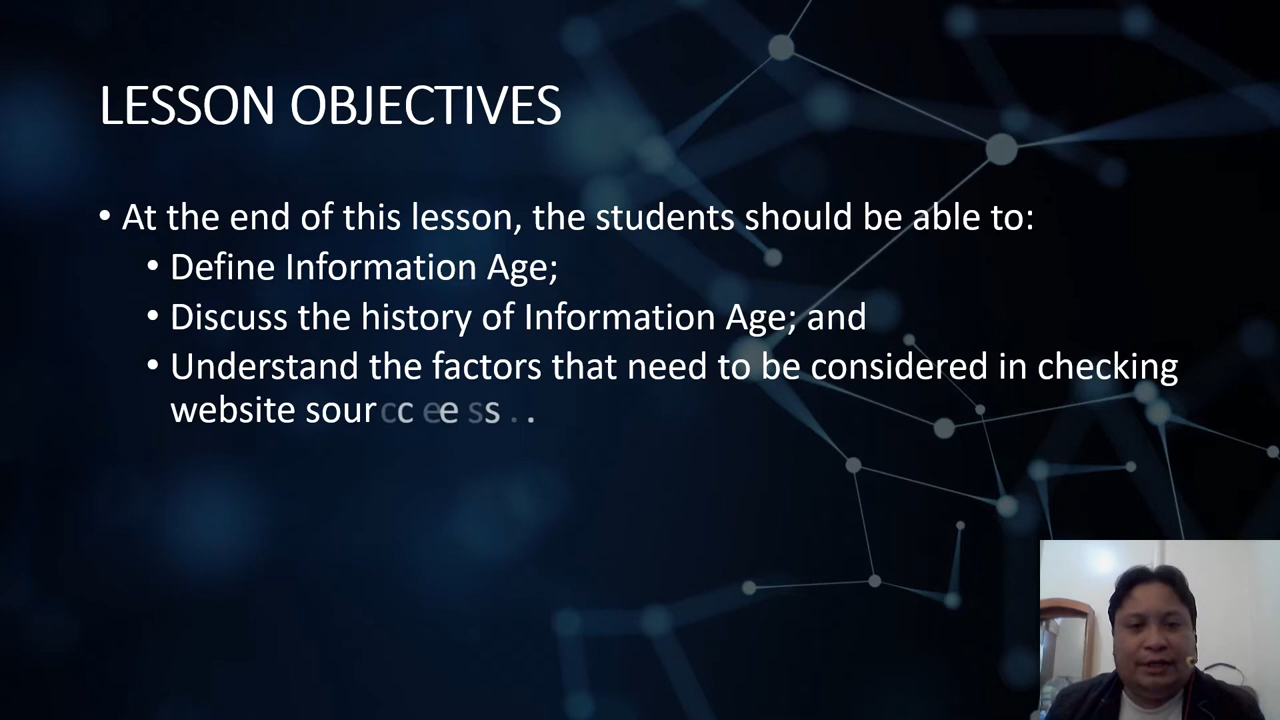 LESSON OBJECTIVES
• At the end of this lesson, the students should be able to:
• Define Information Age;
• Discuss the history of Information Age; and
• Understand the factors that need to be considered in checking
website sources.